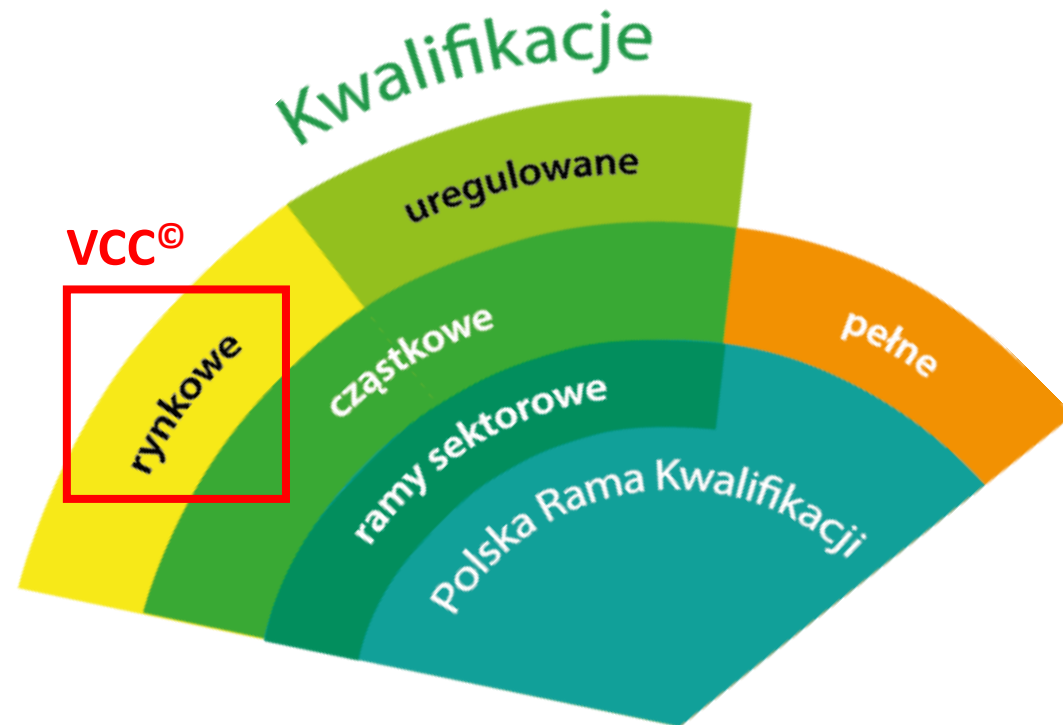 Kwalifikacje
uregulowane
VCC©
rynkowe
cząstkowe
pełne
ramy sektorowe
Polska Rama Kwalifikacji